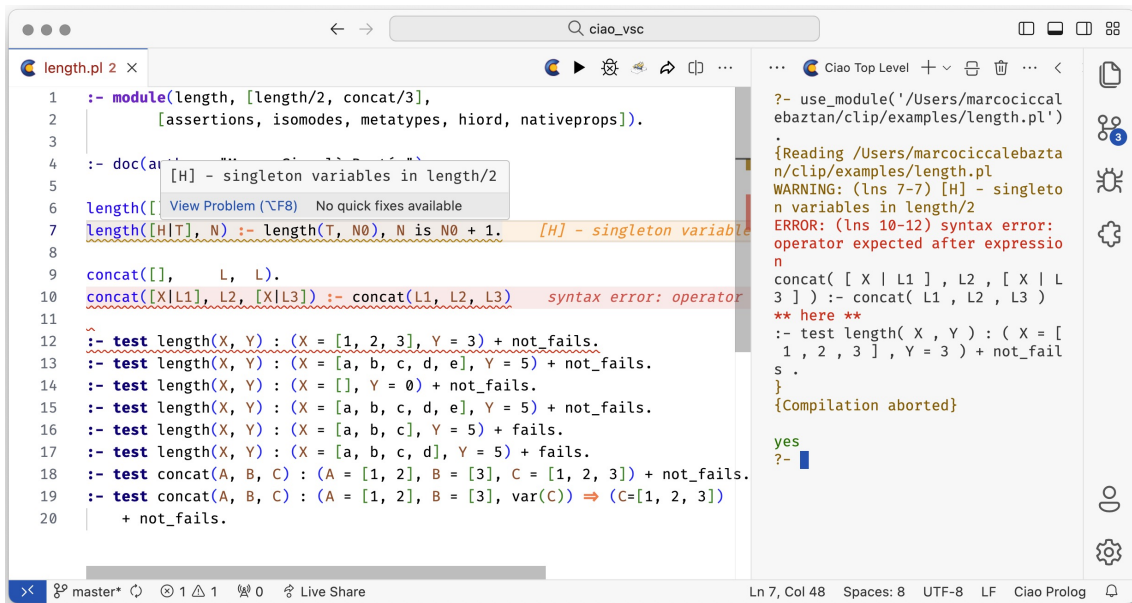 ciao_vsc
length.pl 2
Ciao Top Level
1 :- module(length, [length/2, concat/3],
2 [assertions, isomodes, metatypes, hiord, nativeprops]).
3
4 :- doc(au
5
[H] - singleton variables in length/2
View Problem (⌥F8) No quick fixes available
6 length([
7 length([H|T], N) :- length(T, N0), N is N0 + 1. [H] - singleton variable
8
9 concat([], L, L).
10 concat([X|L1], L2, [X|L3]) :- concat(L1, L2, L3) syntax error: operator
11
12 :- test length(X, Y) : (X = [1, 2, 3], Y = 3) + not_fails.
13 :- test length(X, Y) : (X = [a, b, c, d, e], Y = 5) + not_fails.
14 :- test length(X, Y) : (X = [], Y = 0) + not_fails.
15 :- test length(X, Y) : (X = [a, b, c, d, e], Y = 5) + not_fails.
16 :- test length(X, Y) : (X = [a, b, c], Y = 5) + fails.
17 :- test length(X, Y) : (X = [a, b, c, d], Y = 5) + fails.
18 :- test concat(A, B, C) : (A = [1, 2], B = [3], C = [1, 2, 3]) + not_fails.
19 :- test concat(A, B, C) : (A = [1, 2], B = [3], var(C)) ⇒ (C=[1, 2, 3])
20 + not_fails.
?- use_module('/Users/marcociccal
ebaztan/clip/examples/length.pl')
.
{Reading /Users/marcociccalebazta
n/clip/examples/length.pl
WARNING: (lns 7-7) [H] - singleto
n variables in length/2
ERROR: (lns 10-12) syntax error:
operator expected after expressio
n
concat( [ X | L1 ] , L2 , [ X | L
3 ] ) :- concat( L1 , L2 , L3 )
** here **
:- test length( X , Y ) : ( X = [
1 , 2 , 3 ] , Y = 3 ) + not_fail
s .
}
{Compilation aborted}
yes
?-
3
master* 1 1 0 Live Share
Ln 7, Col 48 Spaces: 8 UTF-8 LF Ciao Prolog